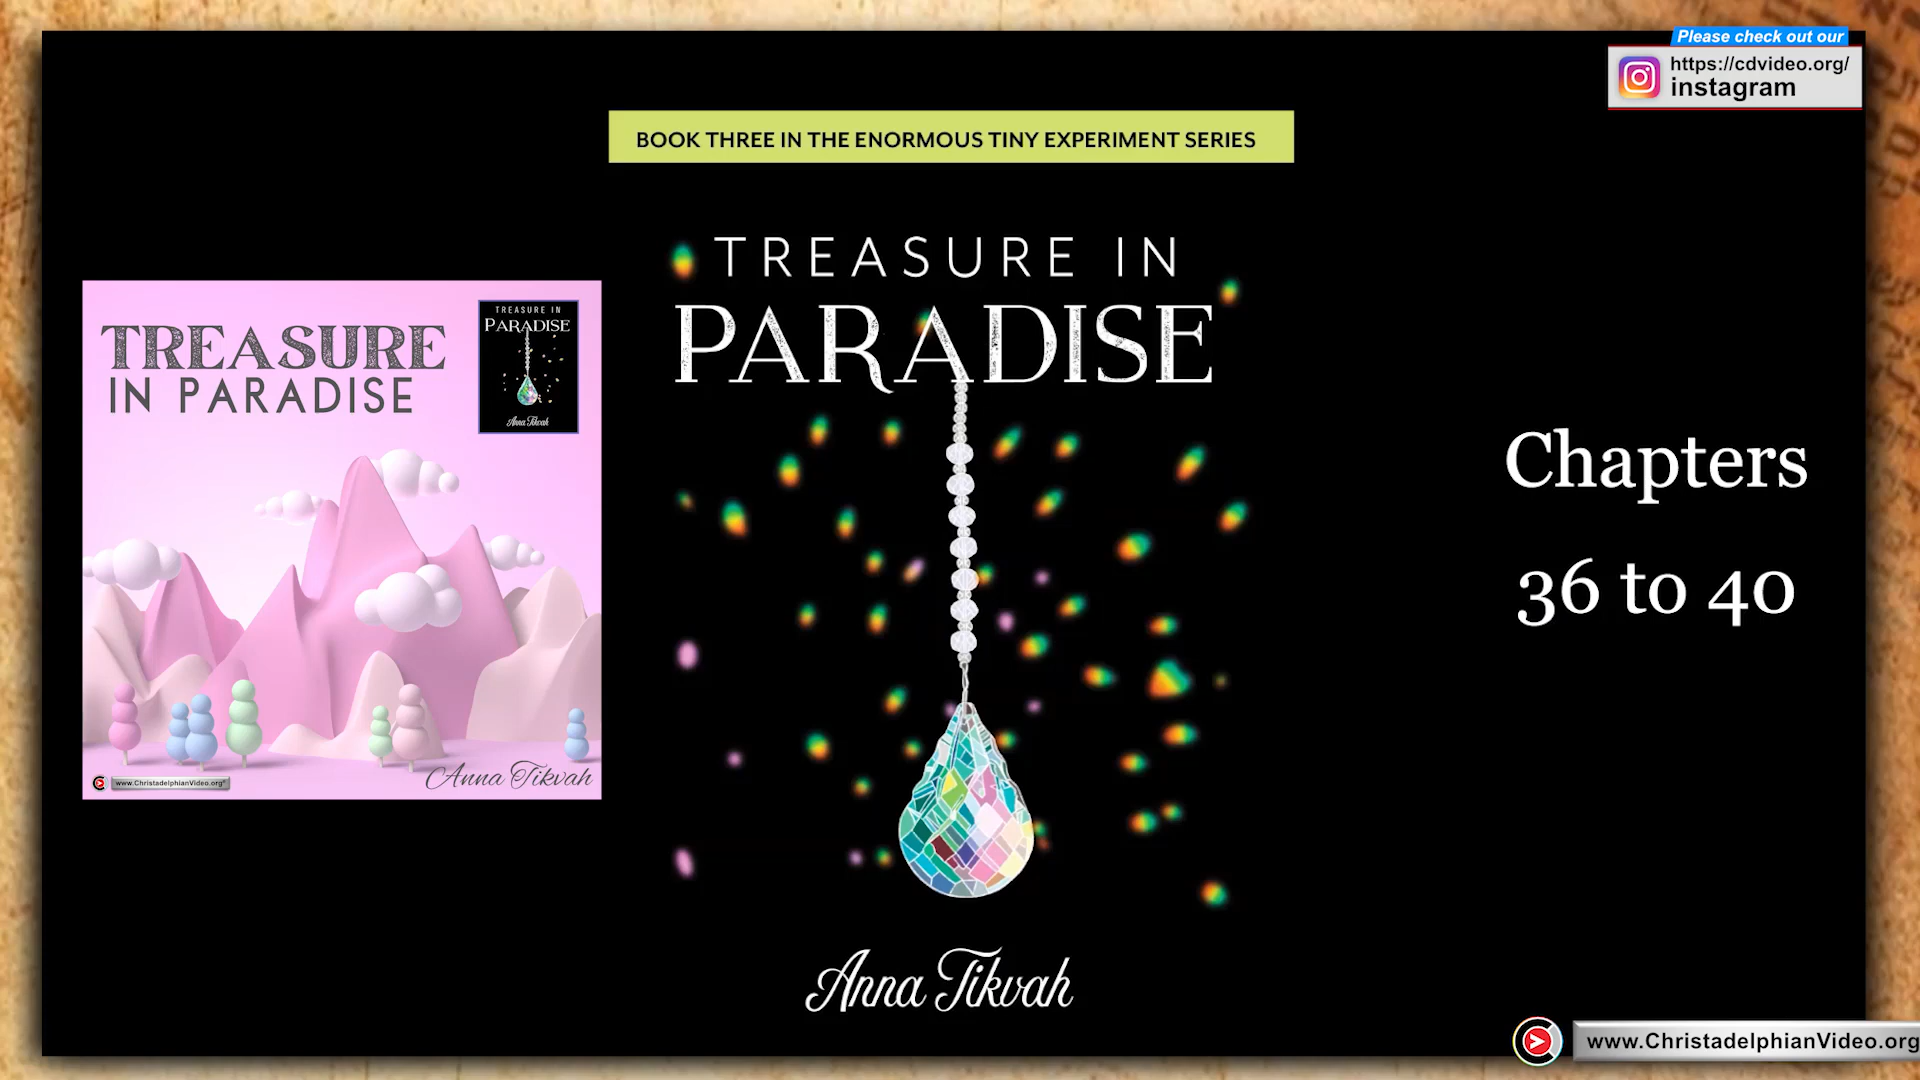 Please check out our
https://cdvideo.org/
instagram
BOOK THREE IN THE ENORMOUS TINY EXPERIMENT SERIES
TREASURE IN
PARADISE
Anna Tikvah
TREASURE
IN PARADISE
TREASURE IN
PARADISE
Anna Tikvah
www.ChristadelphianVideo.org
Anna Tikvah
Chapters
36 to 40
www.ChristadelphianVideo.org